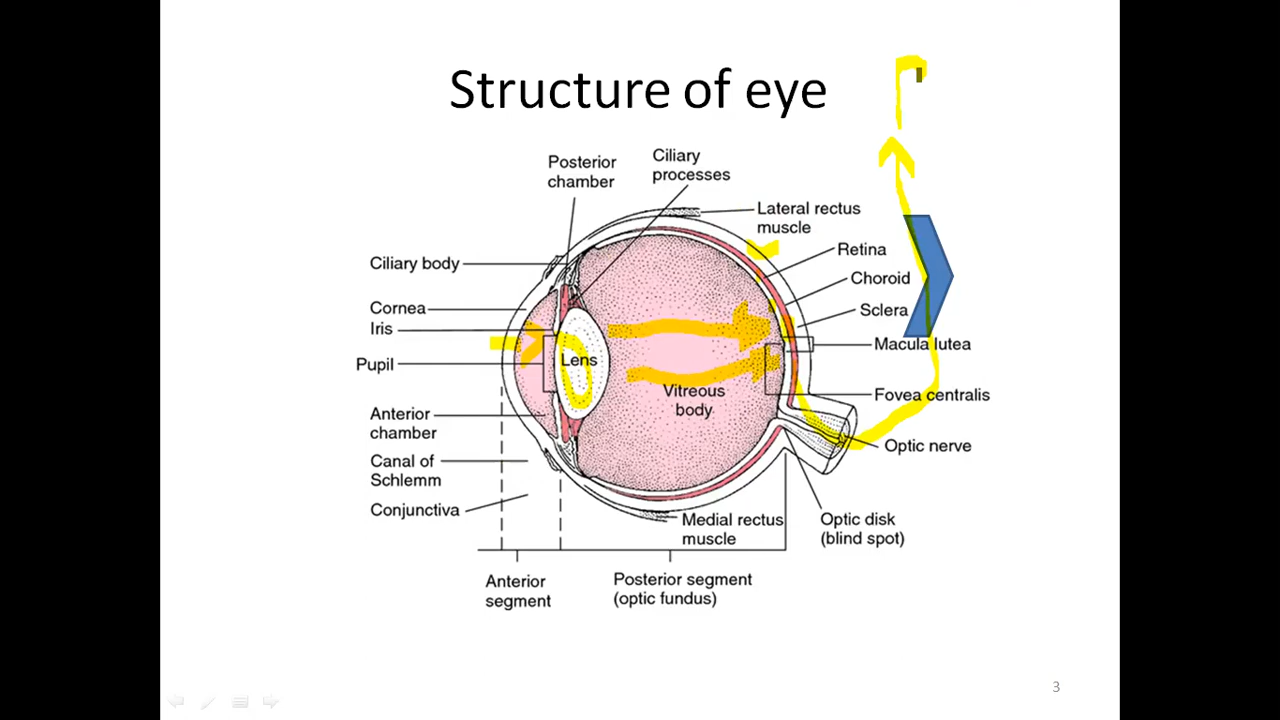 Structure of eye
Posterior
chamber
Ciliary
processes
Lateral rectus
muscle
Retina
Choroid
Sclera
Macula lutea
Fovea centralis
Optic nerve
Optic disk
(blind spot)
Ciliary body
Cornea
Iris
Pupil
Lens
Vitreous
body
Anterior
chamber
Canal of
Schlemm
Conjunctiva
Medial rectus
muscle
Anterior
segment
Posterior segment
(optic fundus)
3